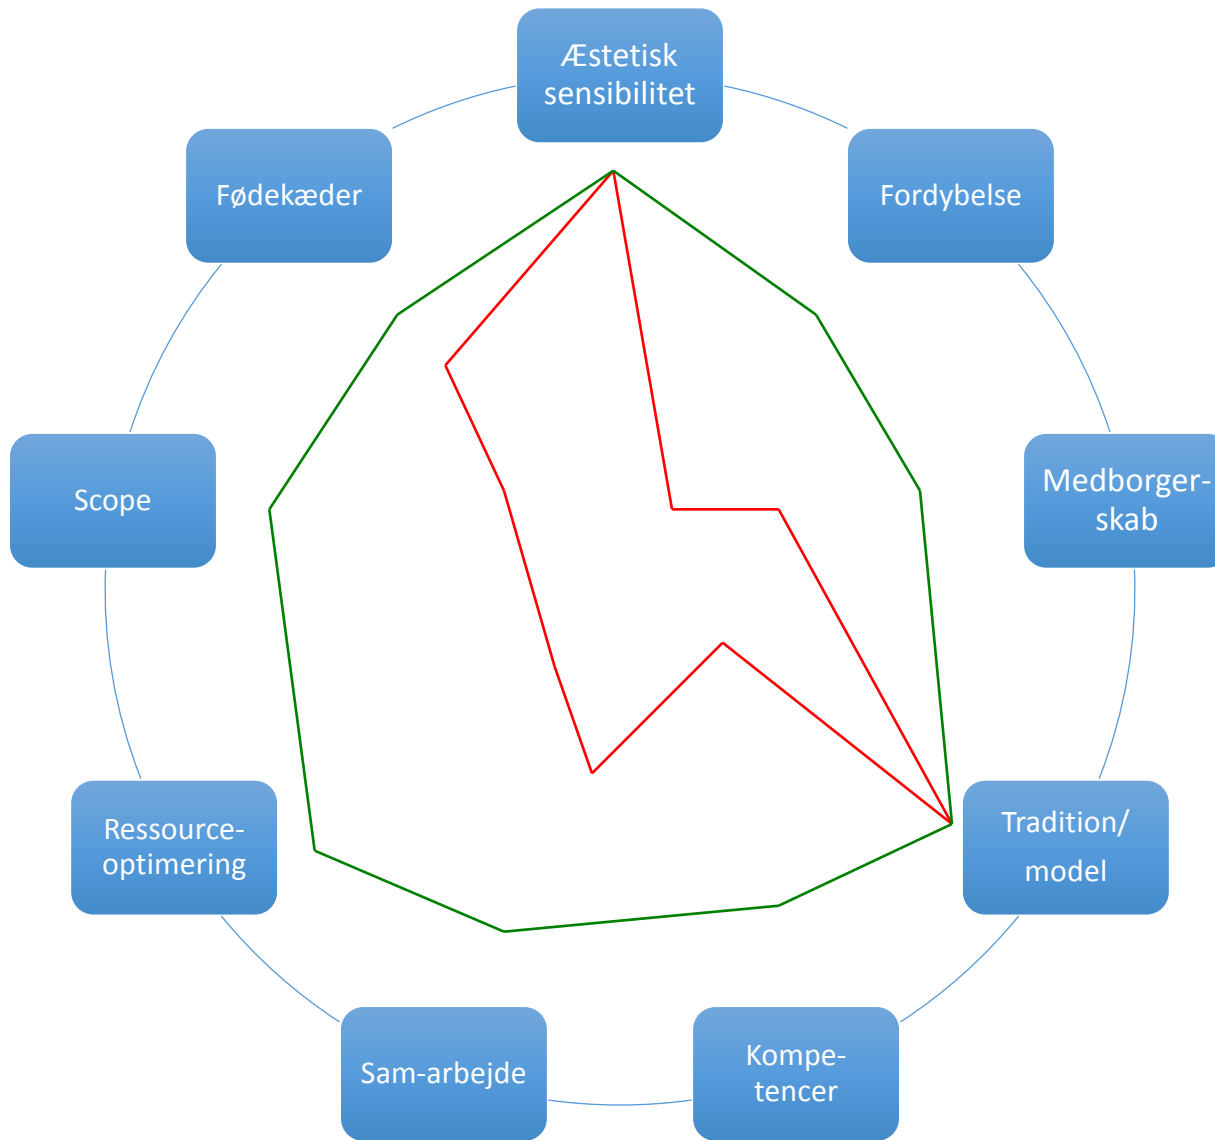 Æstetisk
sensibilitet
Fordybelse
Medborger-
skab
Tradition/
model
Kompe-
tencer
Sam-arbejde
Ressource-
optimering
Scope
Fødekæder